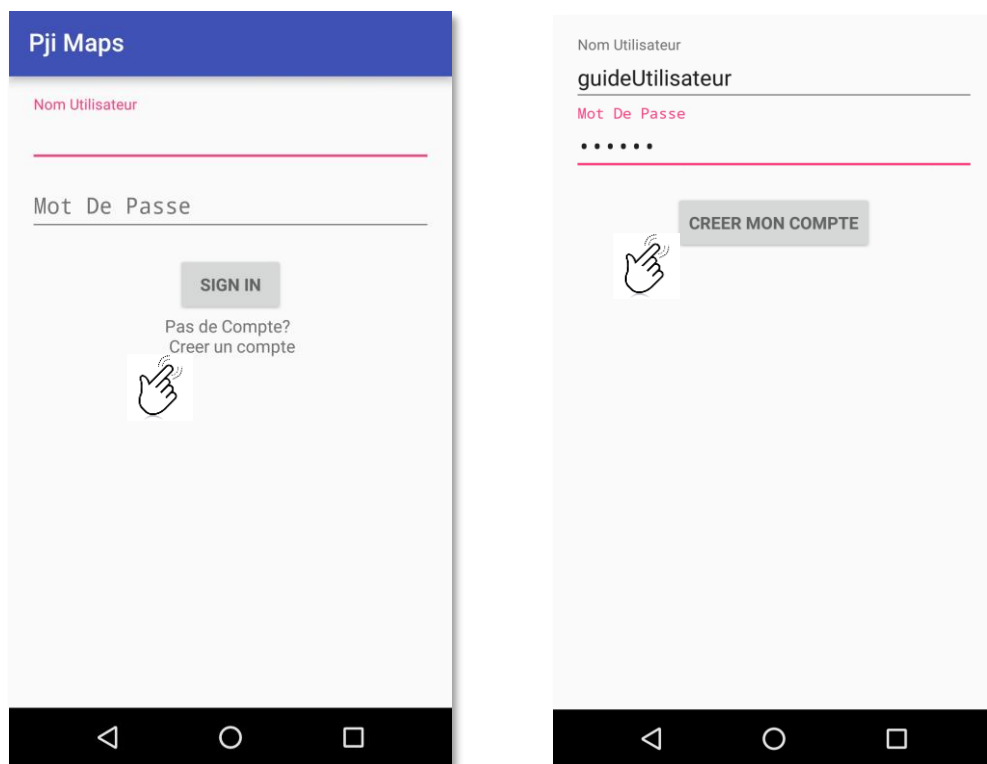 Pji Maps
Nom Utilisateur
Mot De Passe
SIGN IN
Pas de Compte?
Creer un compte
Nom Utilisateur
guideUtilisateur
Mot De Passe
••••••
CREER MON COMPTE